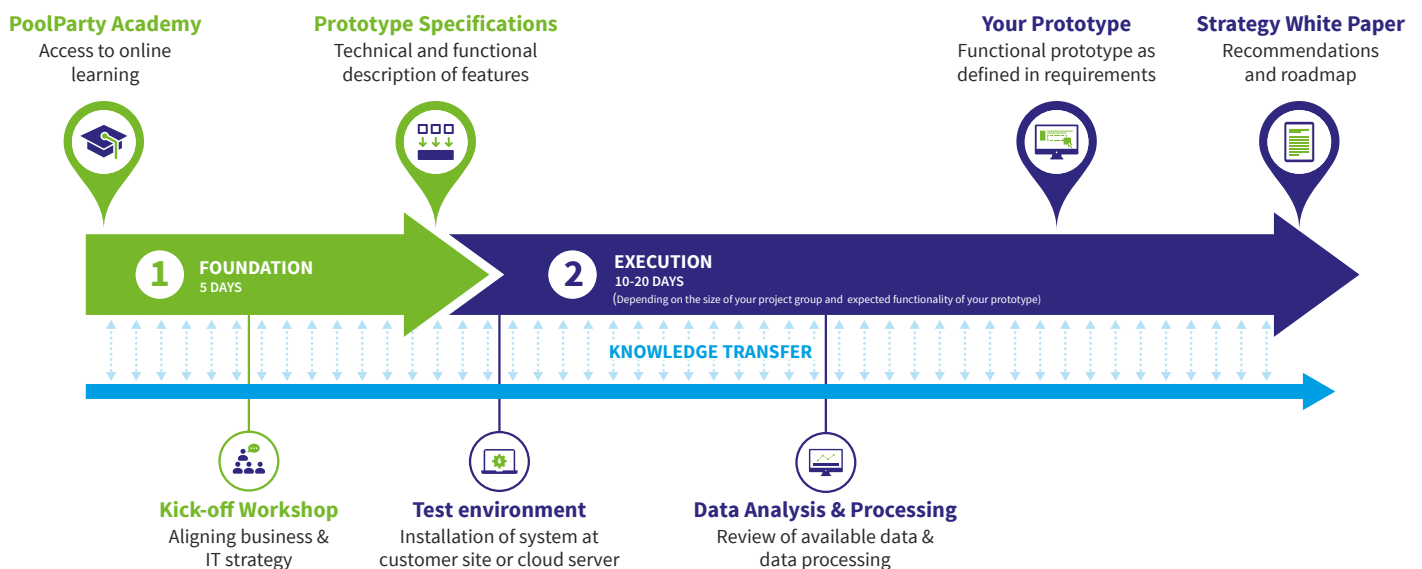 PoolParty Academy
Access to online
learning
Prototype Specifications
Technical and functional
description of features
Your Prototype
Functional prototype as
defined in requirements
Strategy White Paper
Recommendations
and roadmap
1
FOUNDATION
5 DAYS
2
EXECUTION
10-20 DAYS
(Depending on the size of your project group and expected functionality of your prototype)
KNOWLEDGE TRANSFER
Kick-off Workshop
Aligning business &
IT strategy
Test environment
Installation of system at
customer site or cloud server
Data Analysis & Processing
Review of available data &
data processing